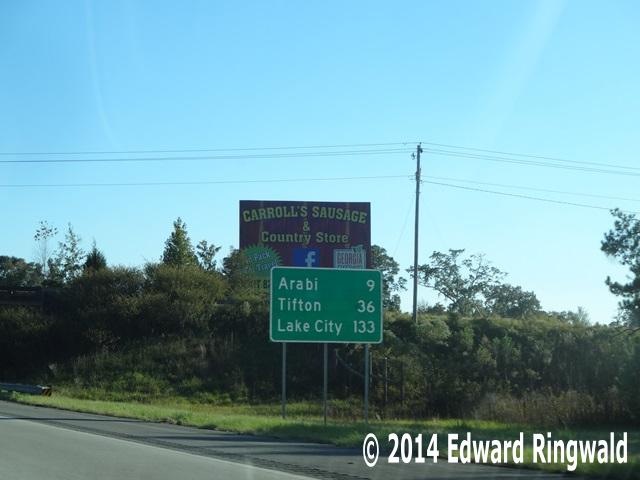 CARROLL'S SAUSAGE
&
Country Store
f
GEORGIA
Arabi 9
Tifton 36
Lake City 133
© 2014 Edward Ringwald